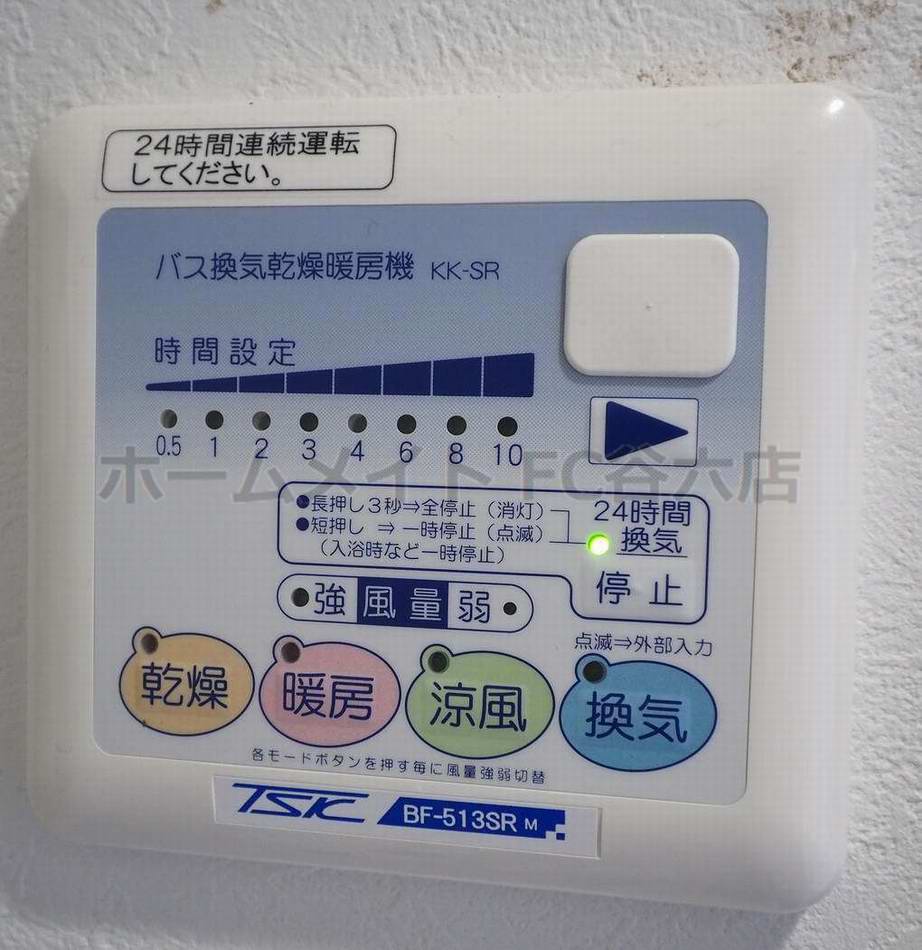 24時間連続運転
してください。
バス換気乾燥暖房機 KK-SR
時間設定
0.5 1 2 3 4 6 8 10
ホームメイトFC谷六店
●長押し3秒⇒全停止（消灯）
●短押し ⇒一時停止（点滅）
（入浴時など一時停止）
24時間
換気
停止
強 風量 弱
点滅⇒外部入力
乾燥 暖房 涼風 換気
各モードボタンを押す毎に風量強弱切替
TSK BF-513SR M